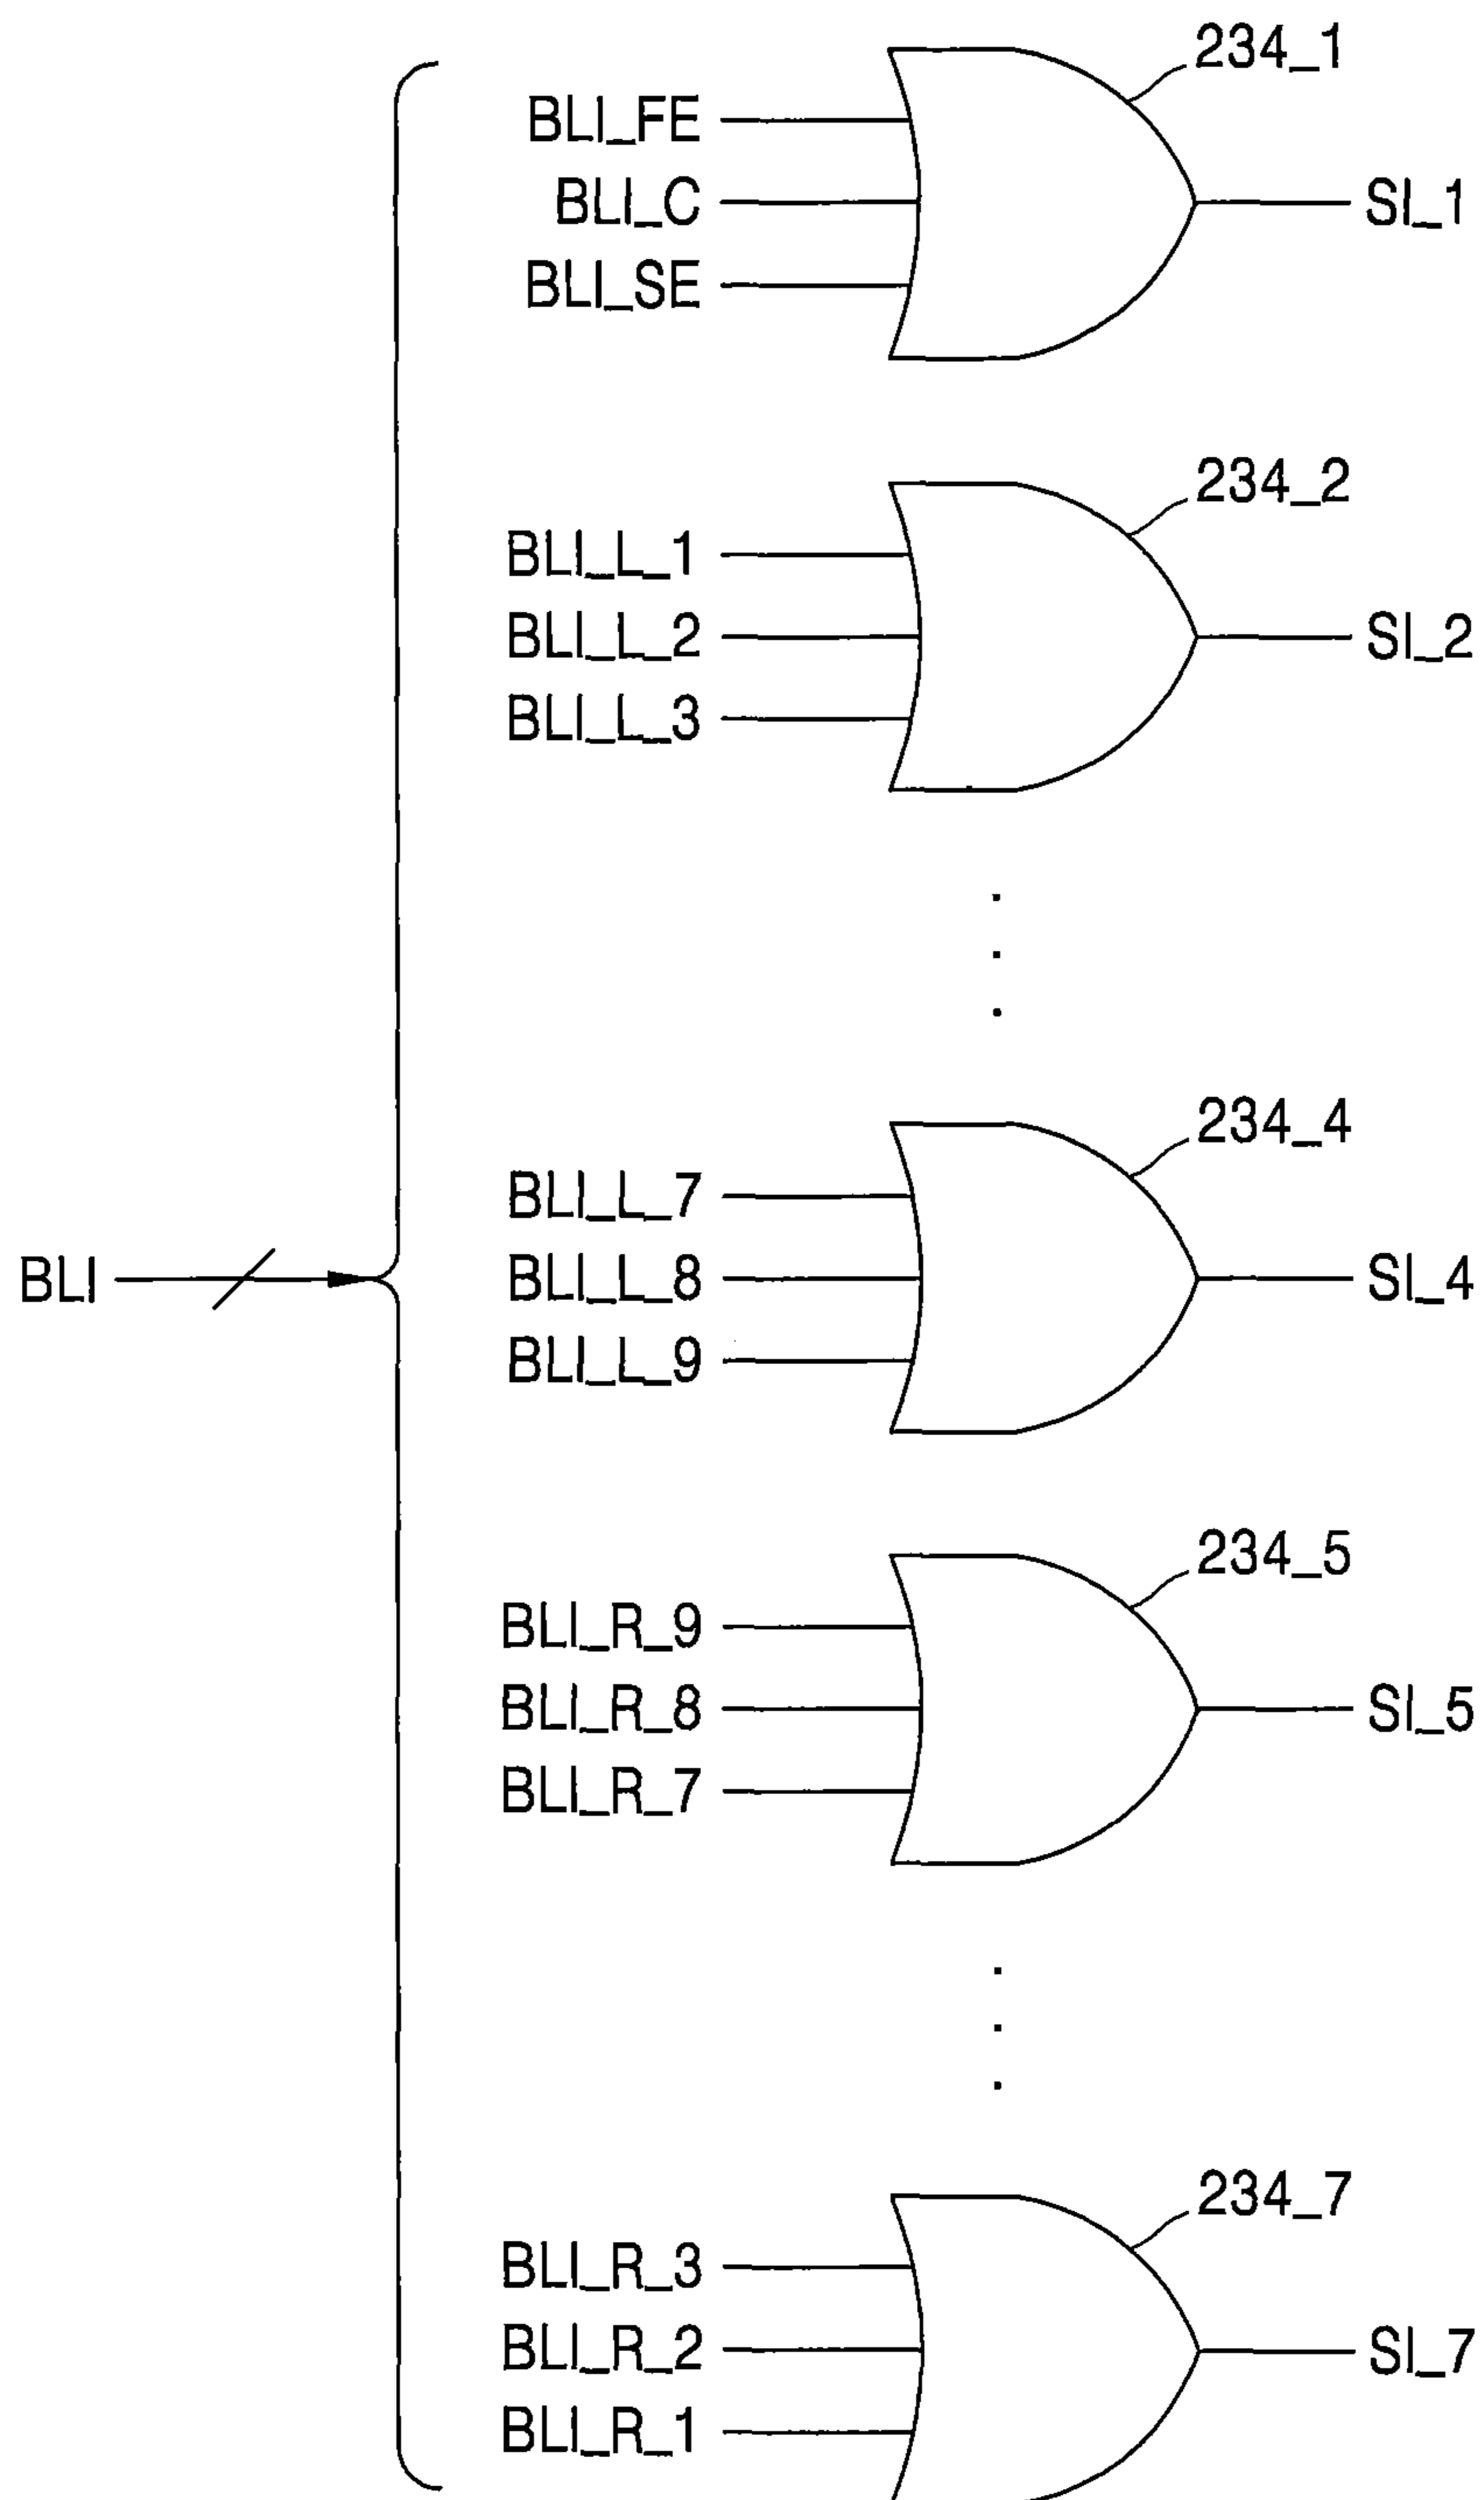 234_1
BLI_FE
BLI_C
SI_1
BLI_SE
234_2
BLI_L_1
BLI_L_2
SI_2
BLI_L_3
234_4
BLI_L_7
BLI
BLI_L_8
SI_4
BLI_L_9
234_5
BLI_R_9
BLI_R_8
SI_5
BLI_R_7
234_7
BLI_R_3
BLI_R_2
SI_7
BLI_R_1